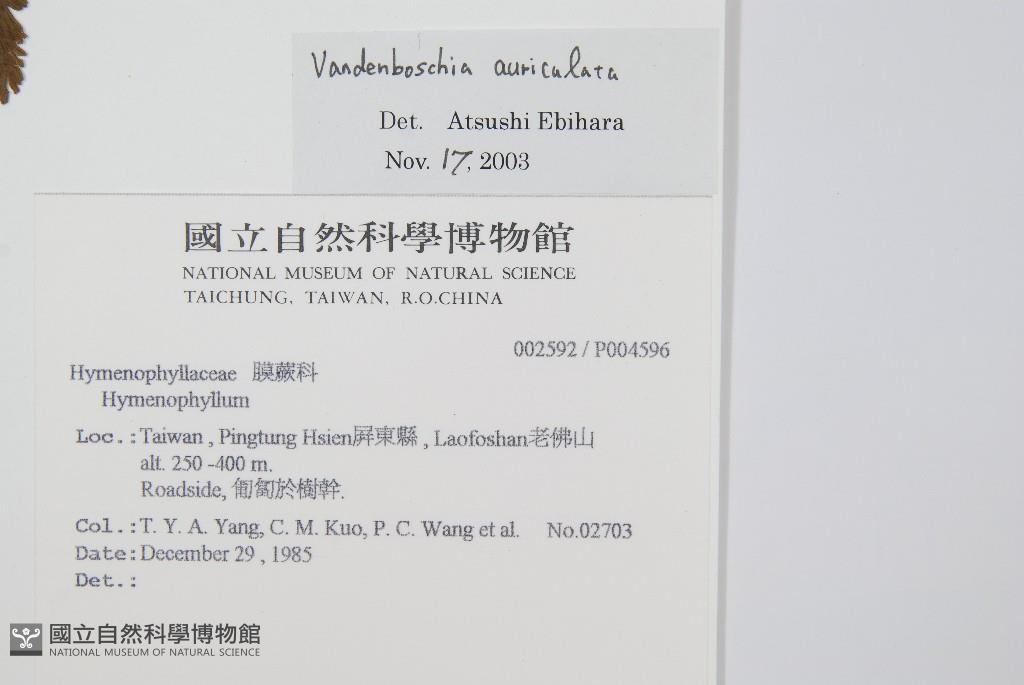 Vandenboschia auriculata
Det. Atsushi Ebihara
Nov. 17, 2003
國立自然科學博物館
NATIONAL MUSEUM OF NATURAL SCIENCE
TAICHUNG, TAIWAN, R.O.CHINA
002592 / P004596
Hymenophyllaceae 膜蕨科
Hymenophyllum
Loc.: Taiwan , Pingtung Hsien屏東縣 , Laofoshan老佛山
alt. 250 -400 m.
Roadside, 匍匐於樹幹.
Col.: T. Y. A. Yang, C. M. Kuo, P. C. Wang et al. No.02703
Date: December 29 , 1985
Det.:
國立自然科學博物館
NATIONAL MUSEUM OF NATURAL SCIENCE